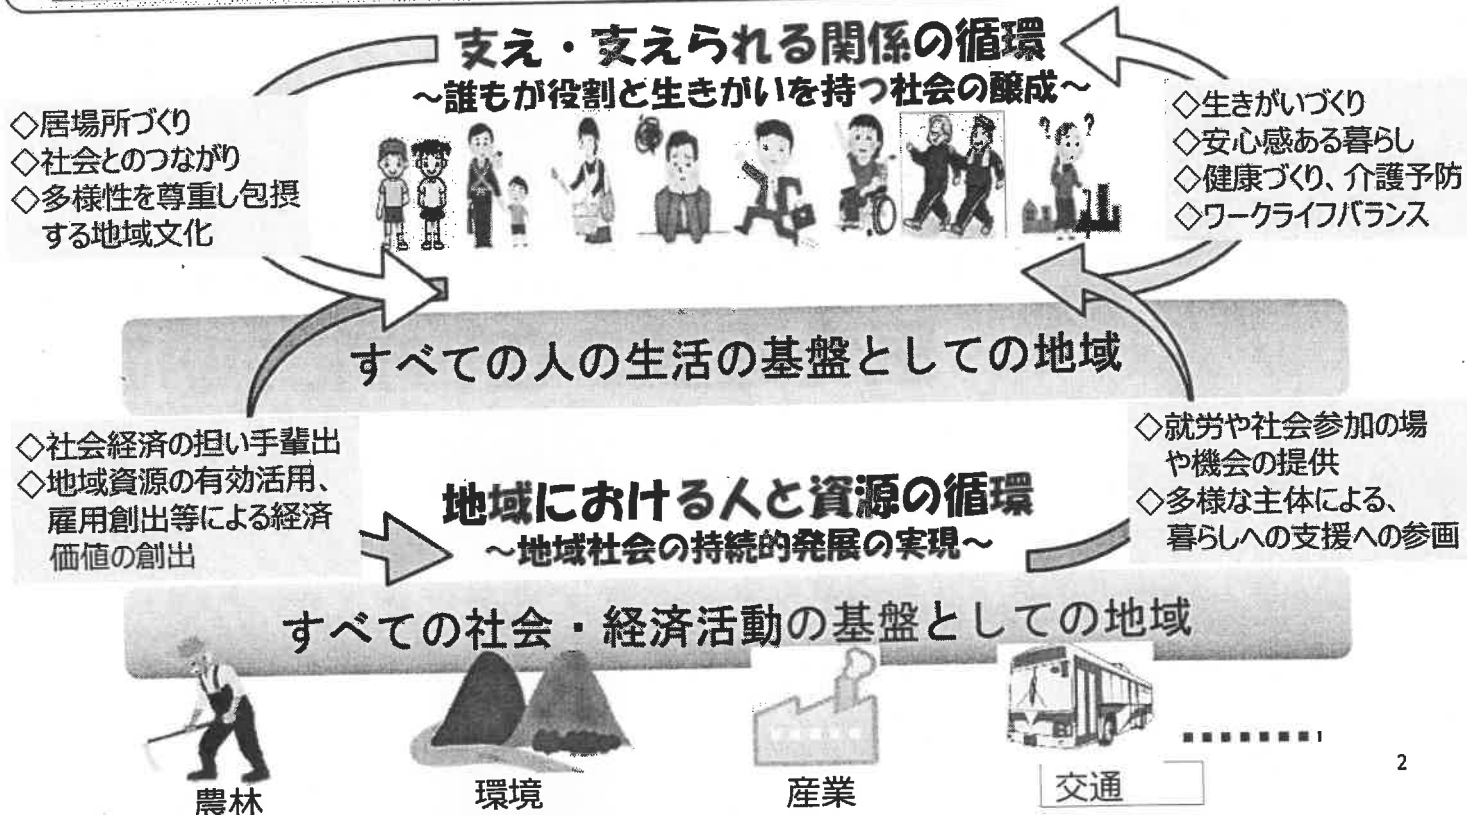 支え・支えられる関係の循環
～誰もが役割と生きがいを持つ社会の醸成～
◇居場所づくり
◇社会とのつながり
◇多様性を尊重し包摂
する地域文化
◇生きがいづくり
◇安心感ある暮らし
◇健康づくり、介護予防
◇ワークライフバランス
? ? ? ?
すべての人の生活の基盤としての地域
◇社会経済の担い手輩出
◇地域資源の有効活用、
雇用創出等による経済
価値の創出
地域における人と資源の循環
～地域社会の持続的発展の実現～
◇就労や社会参加の場
や機会の提供
◇多様な主体による、
暮らしへの支援への参画
すべての社会・経済活動の基盤としての地域
農林
環境
産業
交通
2